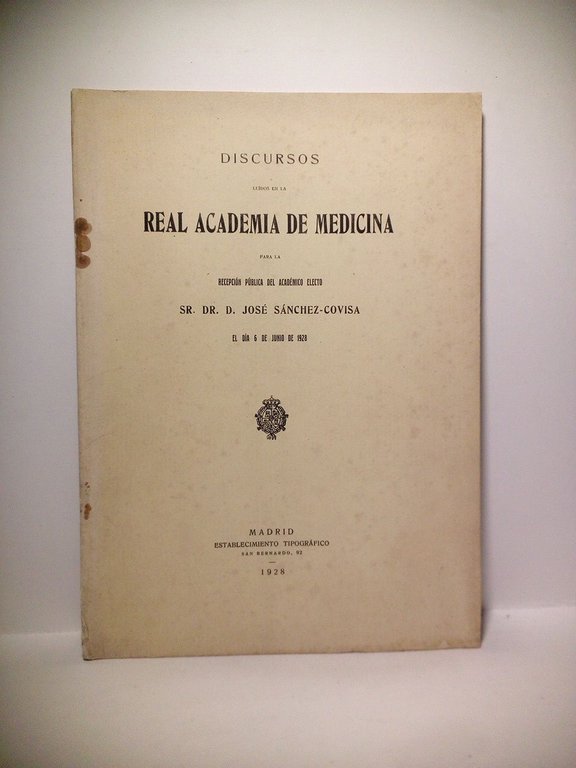 DISCURSOS
LEÍDOS EN LA
REAL ACADEMIA DE MEDICINA
PARA LA
RECEPCIÓN PÚBLICA DEL ACADÉMICO ELECTO
SR. DR. D. JOSÉ SÁNCHEZ-COVISA
EL DÍA 6 DE JUNIO DE 1928
MADRID
ESTABLECIMIENTO TIPOGRÁFICO
SAN BERNARDO, 92
1928